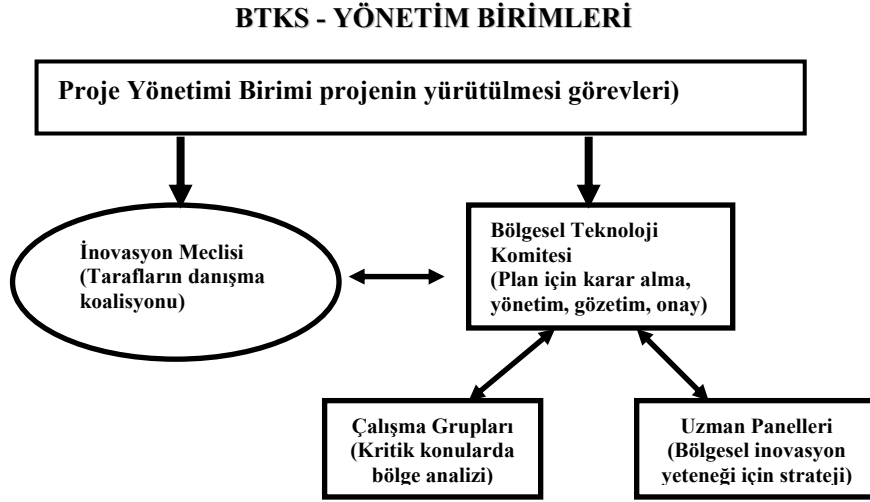 BTKS - YÖNETİM BİRİMLERİ
Proje Yönetimi Birimi projenin yürütülmesi görevleri)
İnovasyon Meclisi
(Tarafların danışma
koalisyonu)
Bölgesel Teknoloji
Komitesi
(Plan için karar alma,
yönetim, gözetim, onay)
Çalışma Grupları
(Kritik konularda
bölge analizi)
Uzman Panelleri
(Bölgesel inovasyon
yeteneği için strateji)